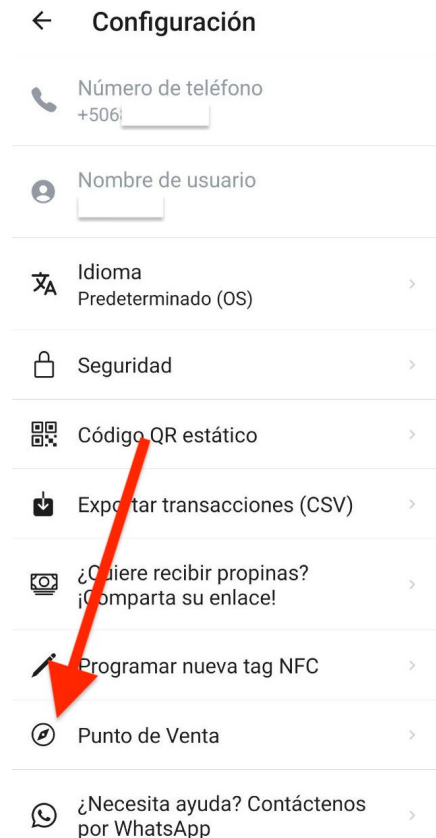 Configuración
Número de teléfono
+506
Nombre de usuario
Idioma
Predeterminado (OS)
Seguridad
Código QR estático
Exportar transacciones (CSV)
¿Quiere recibir propinas?
¡Comparta su enlace!
Programar nueva tag NFC
Punto de Venta
¿Necesita ayuda? Contáctenos
por WhatsApp